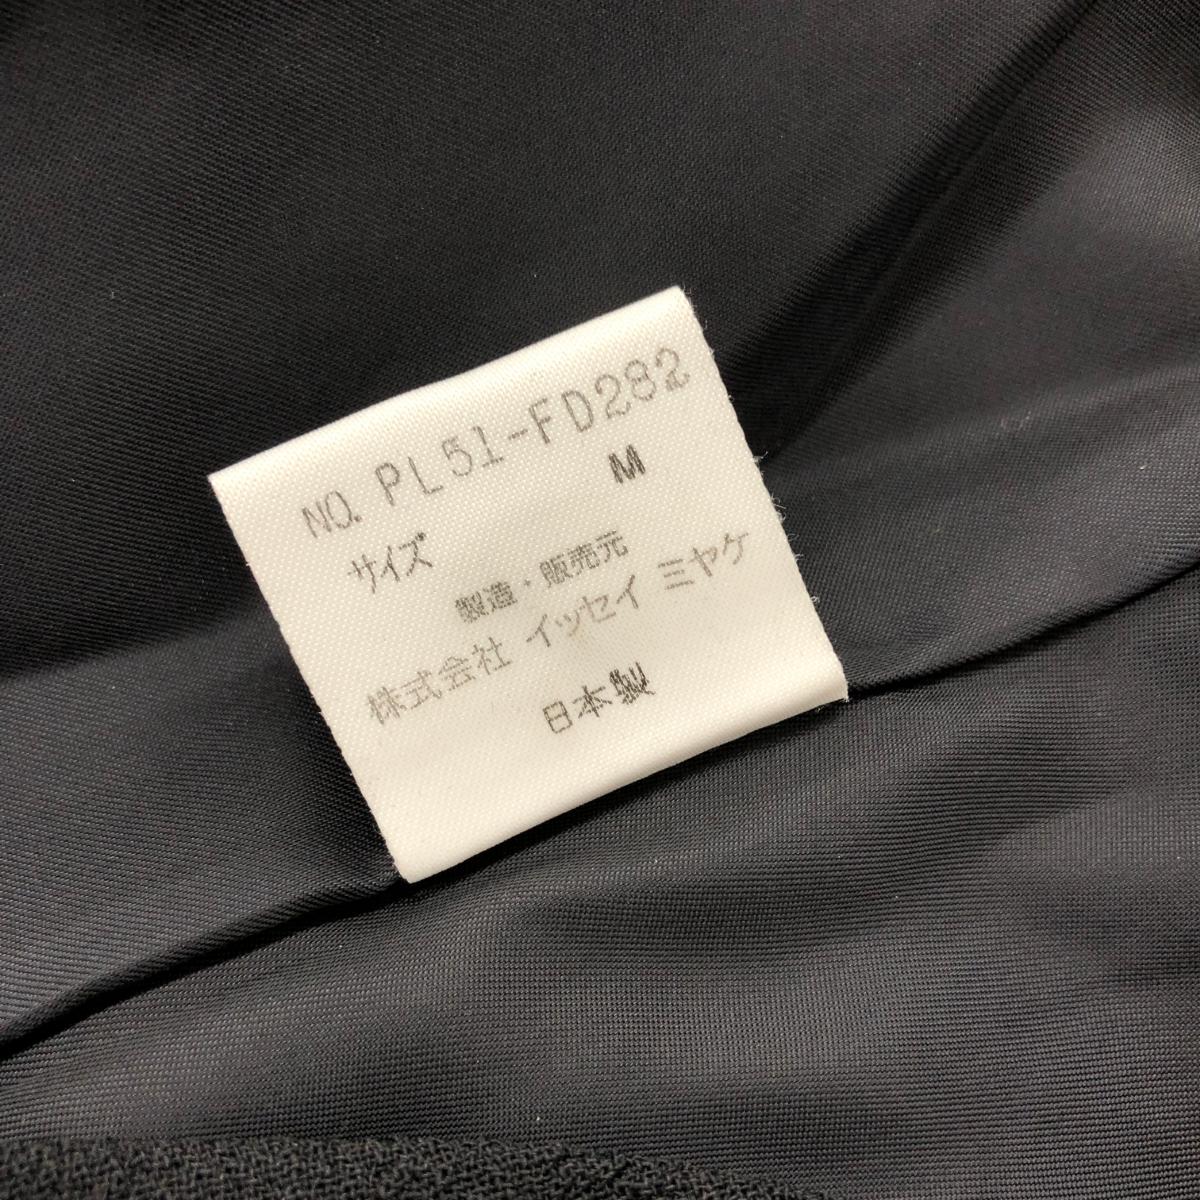 NO. PL51-FD282
サイズ M
製造・販売元
株式会社 イッセイ ミヤケ
日本製